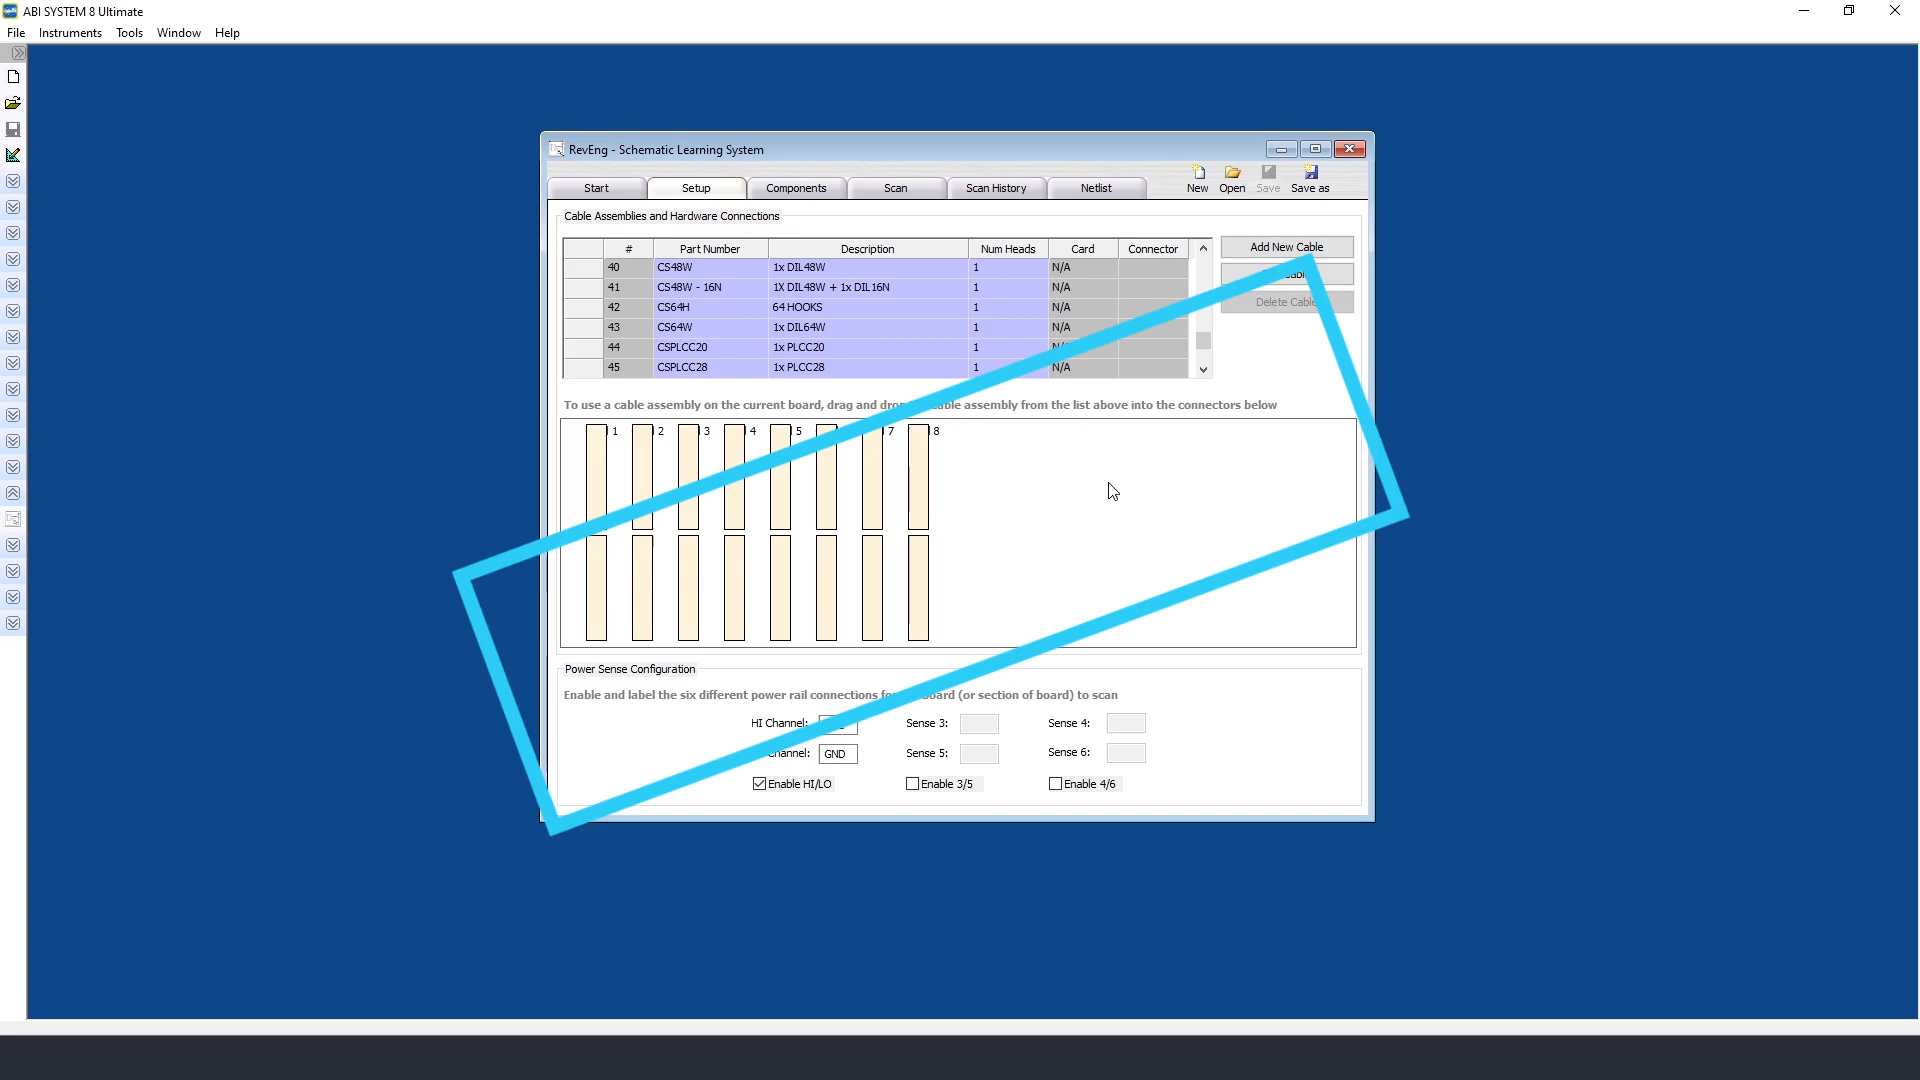 ABI SYSTEM 8 Ultimate
File Instruments Tools Window Help
RevEng - Schematic Learning System
Start Setup Components Scan Scan History Netlist New Open Save Save as
Cable Assemblies and Hardware Connections
# Part Number Description Num Heads Card Connector
Add New Cable
40 CS48W 1x DIL48W 1 N/A
41 CS48W - 16N 1X DIL48W + 1x DIL16N 1 N/A
42 CS64H 64 HOOKS 1 N/A
Delete Cable
43 CS64W 1x DIL64W 1 N/A
44 CSPLCC20 1x PLCC20 1 N/A
45 CSPLCC28 1x PLCC28 1 N/A
To use a cable assembly on the current board, drag and drop cable assembly from the list above into the connectors below
1 2 3 4 5 7 8
Power Sense Configuration
Enable and label the six different power rail connections board (or section of board) to scan
HI Channel: Sense 3: Sense 4:
Channel: GND Sense 5: Sense 6:
Enable HI/LO Enable 3/5 Enable 4/6